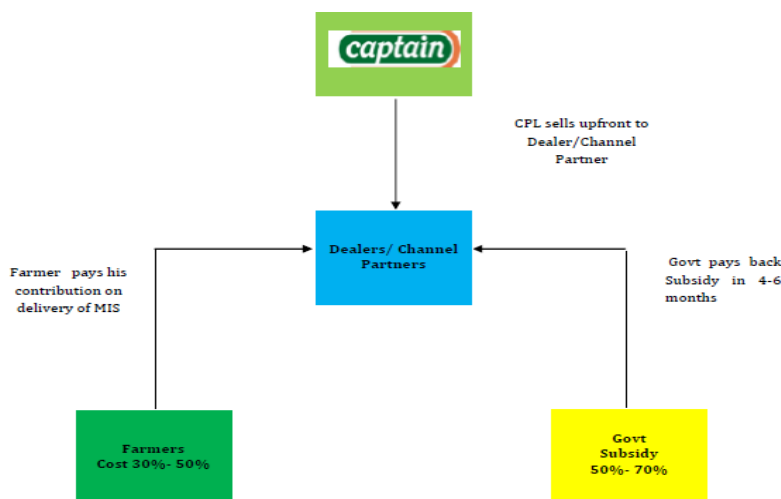 captain
CPL sells upfront to
Dealer/Channel
Partner
Dealers/ Channel
Partners
Farmer pays his
contribution on
delivery of MIS
Govt pays back
Subsidy in 4-6
months
Farmers
Cost 30%- 50%
Govt
Subsidy
50%- 70%